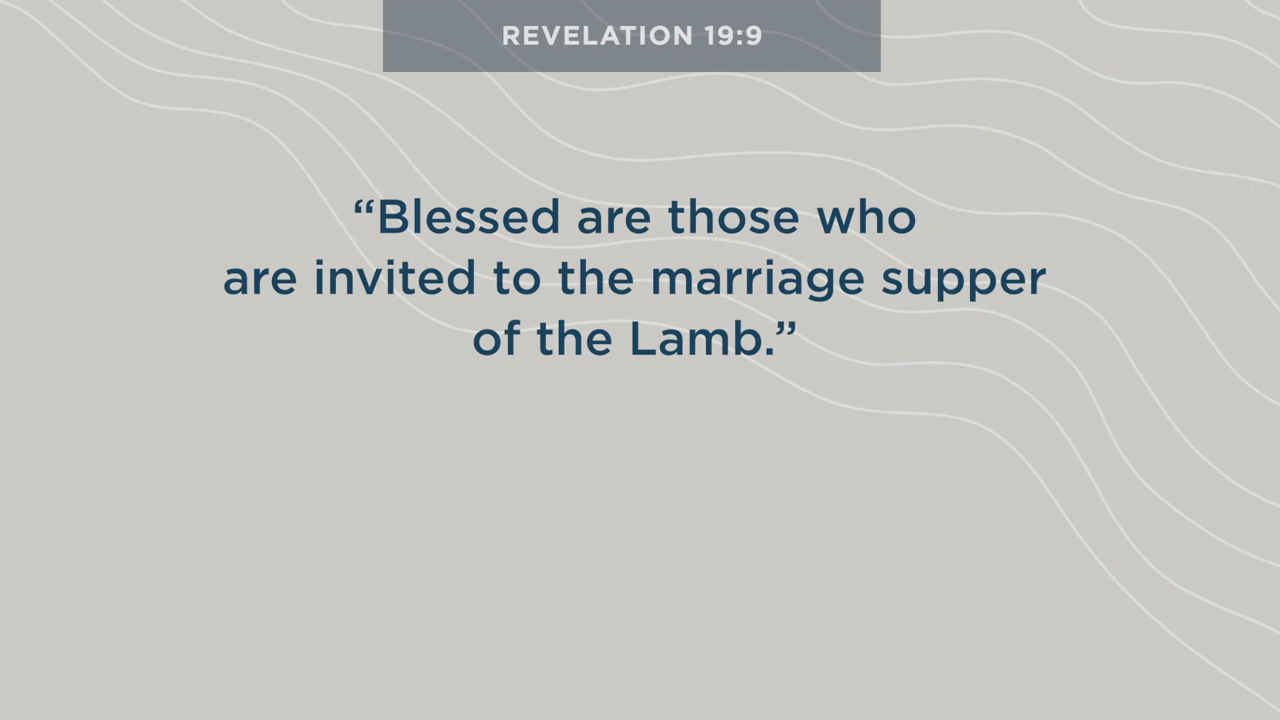 REVELATION 19:9
“Blessed are those who
are invited to the marriage supper
of the Lamb.”